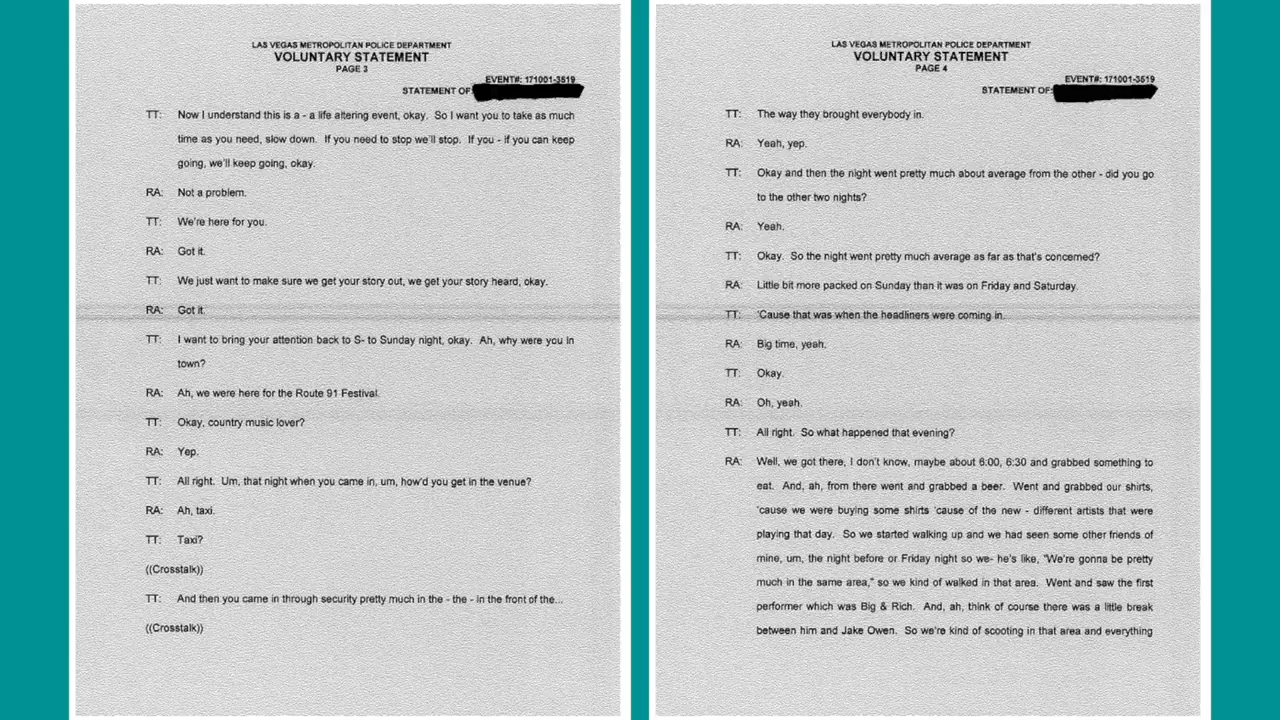 LAS VEGAS METROPOLITAN POLICE DEPARTMENT
VOLUNTARY STATEMENT
PAGE 3
EVENT#: 171001-3519
STATEMENT OF:
TT: Now I understand this is a - a life altering event, okay. So I want you to take as much
time as you need, slow down. If you need to stop we'll stop. If you - if you can keep
going, we'll keep going, okay.
RA: Not a problem.
TT: We're here for you.
RA: Got it.
TT: We just want to make sure we get your story out, we get your story heard, okay.
RA: Got it.
TT: I want to bring your attention back to S- to Sunday night, okay. Ah, why were you in
town?
RA: Ah, we were here for the Route 91 Festival.
TT: Okay, country music lover?
RA: Yep.
TT: All right. Um, that night when you came in, um, how'd you get in the venue?
RA: Ah, taxi.
TT: Taxi?
((Crosstalk))
TT: And then you came in through security pretty much in the - the - in the front of the...
((Crosstalk))
LAS VEGAS METROPOLITAN POLICE DEPARTMENT
VOLUNTARY STATEMENT
PAGE 4
EVENT#: 171001-3519
STATEMENT OF:
TT: The way they brought everybody in.
RA: Yeah, yep.
TT: Okay and then the night went pretty much about average from the other - did you go
to the other two nights?
RA: Yeah.
TT: Okay. So the night went pretty much average as far as that's concerned?
RA: Little bit more packed on Sunday than it was on Friday and Saturday.
TT: 'Cause that was when the headliners were coming in.
RA: Big time, yeah.
TT: Okay.
RA: Oh, yeah.
TT: All right. So what happened that evening?
RA: Well, we got there, I don't know, maybe about 6:00, 6:30 and grabbed something to
eat. And, ah, from there went and grabbed a beer. Went and grabbed our shirts,
'cause we were buying some shirts 'cause of the new - different artists that were
playing that day. So we started walking up and we had seen some other friends of
mine, um, the night before or Friday night so we- he's like, "We're gonna be pretty
much in the same area," so we kind of walked in that area. Went and saw the first
performer which was Big & Rich. And, ah, think of course there was a little break
between him and Jake Owen. So we're kind of scooting in that area and everything